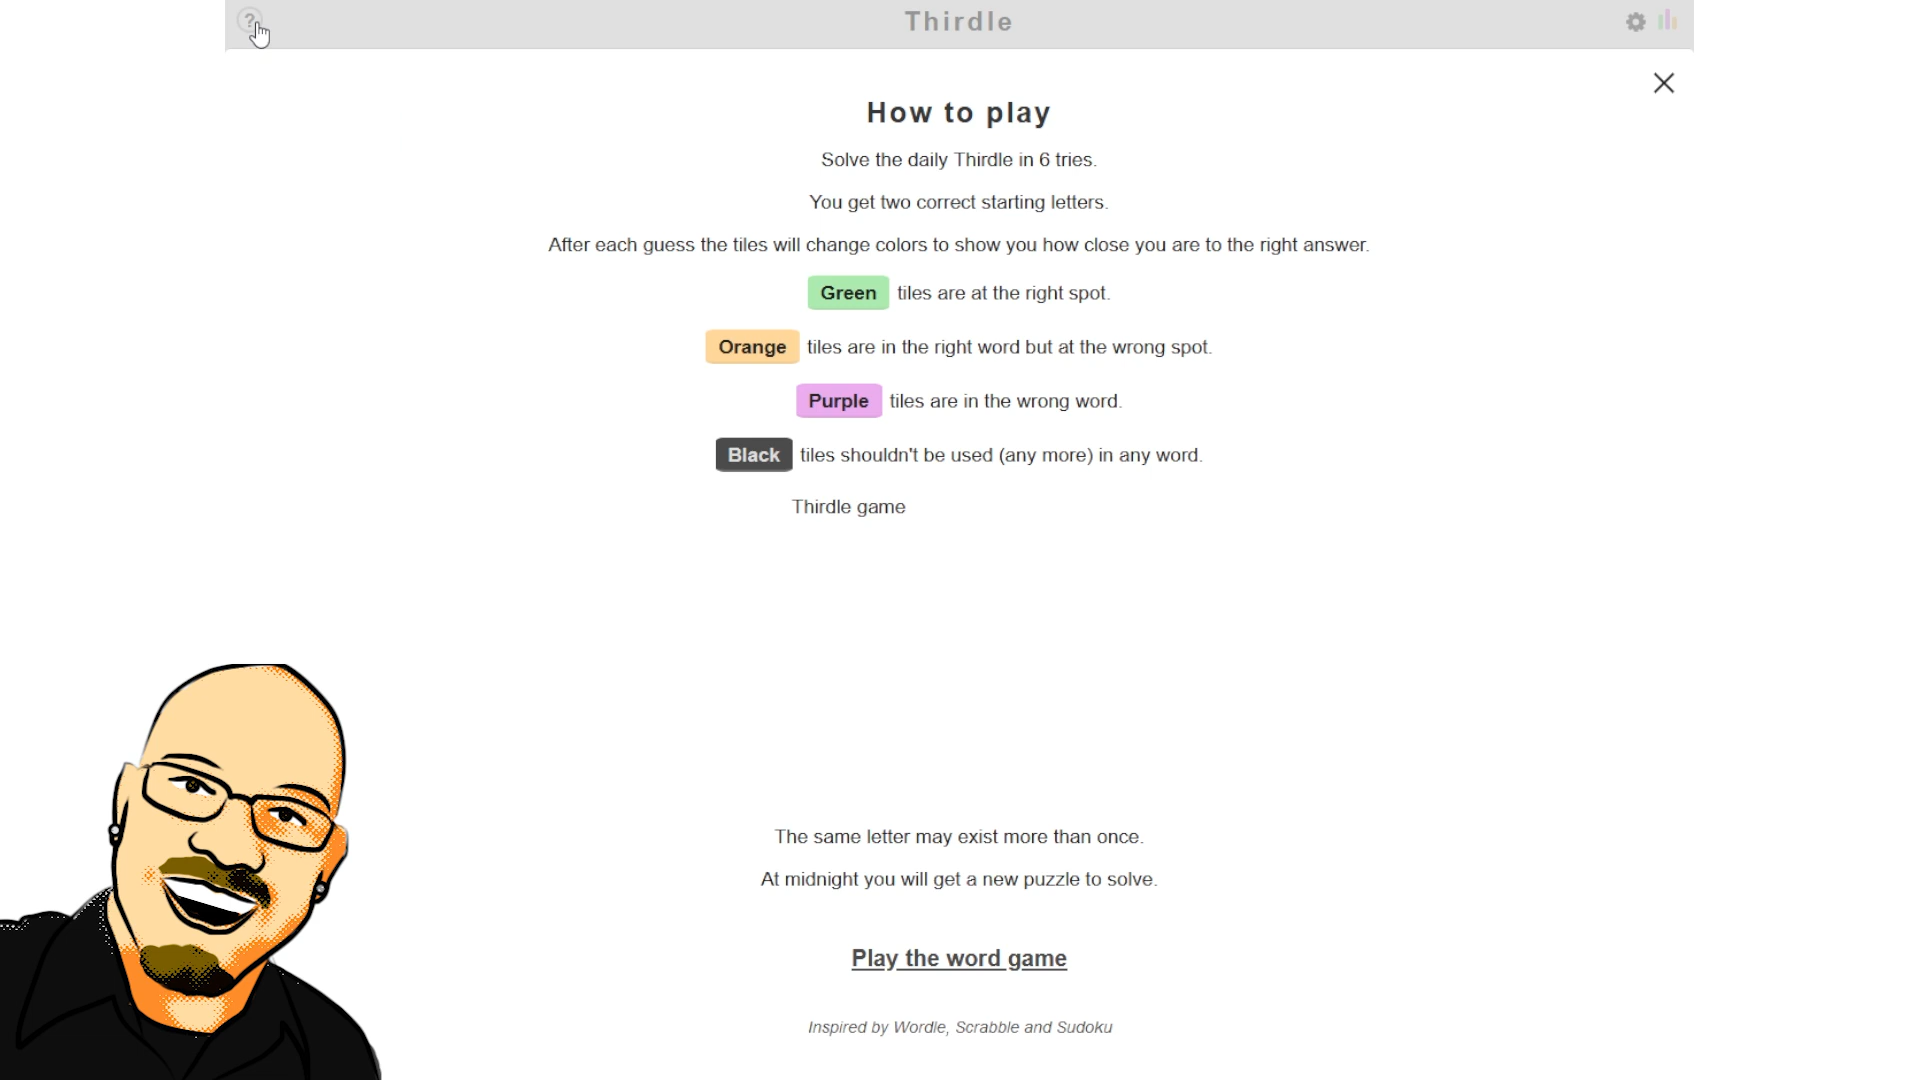 ?
Thirdle
How to play
Solve the daily Thirdle in 6 tries.
You get two correct starting letters.
After each guess the tiles will change colors to show you how close you are to the right answer.
Green tiles are at the right spot.
Orange tiles are in the right word but at the wrong spot.
Purple tiles are in the wrong word.
Black tiles shouldn't be used (any more) in any word.
Thirdle game
The same letter may exist more than once.
At midnight you will get a new puzzle to solve.
Play the word game
Inspired by Wordle, Scrabble and Sudoku